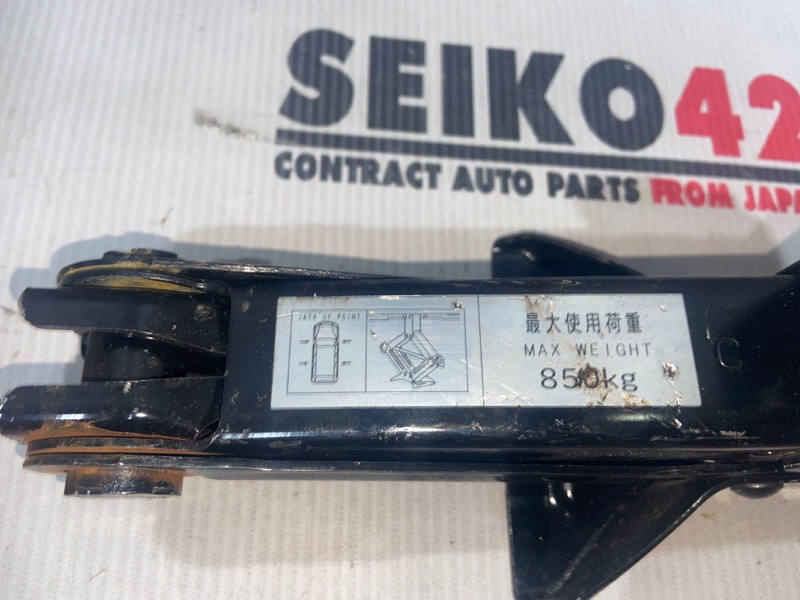 SEIKO42
CONTRACT AUTO PARTS FROM JAPA
JACK UP POINT
最大使用荷重
MAX WEIGHT
850kg